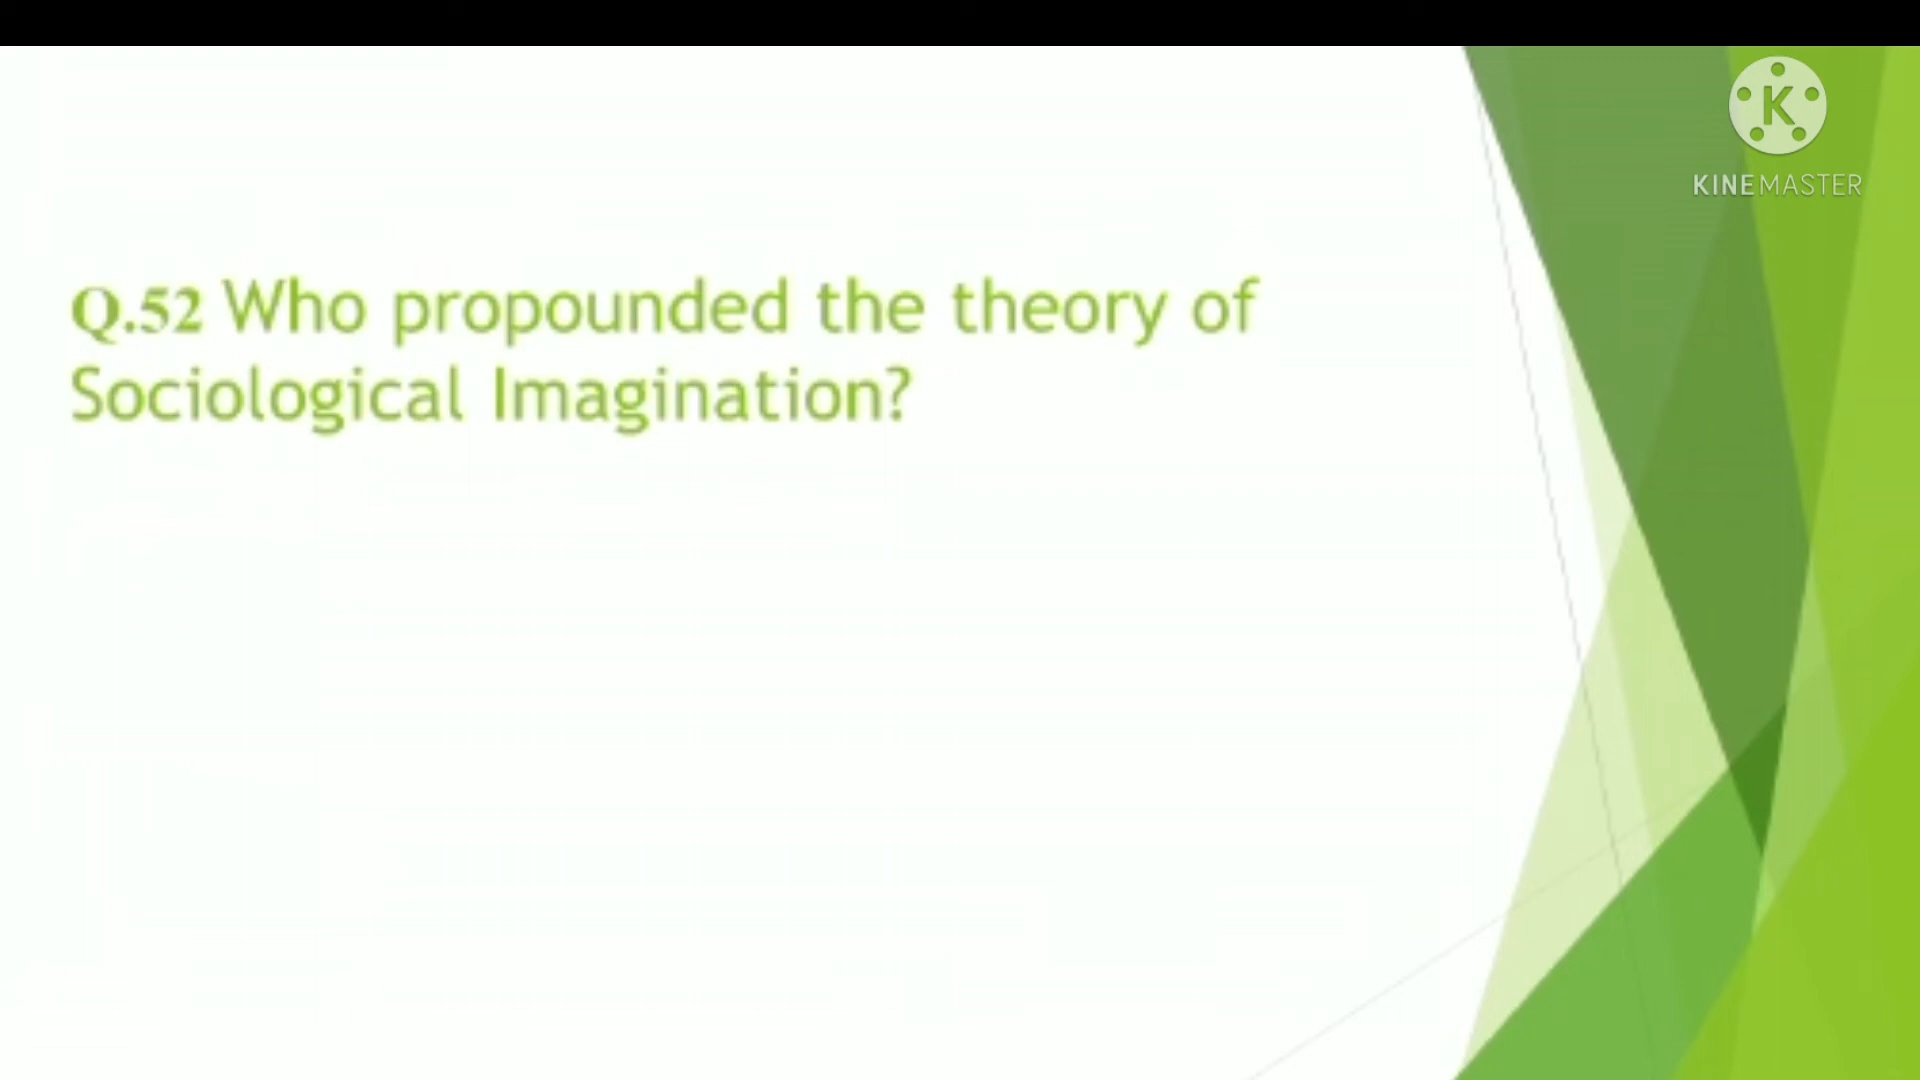 K
KINEMASTER
Q.52 Who propounded the theory of
Sociological Imagination?